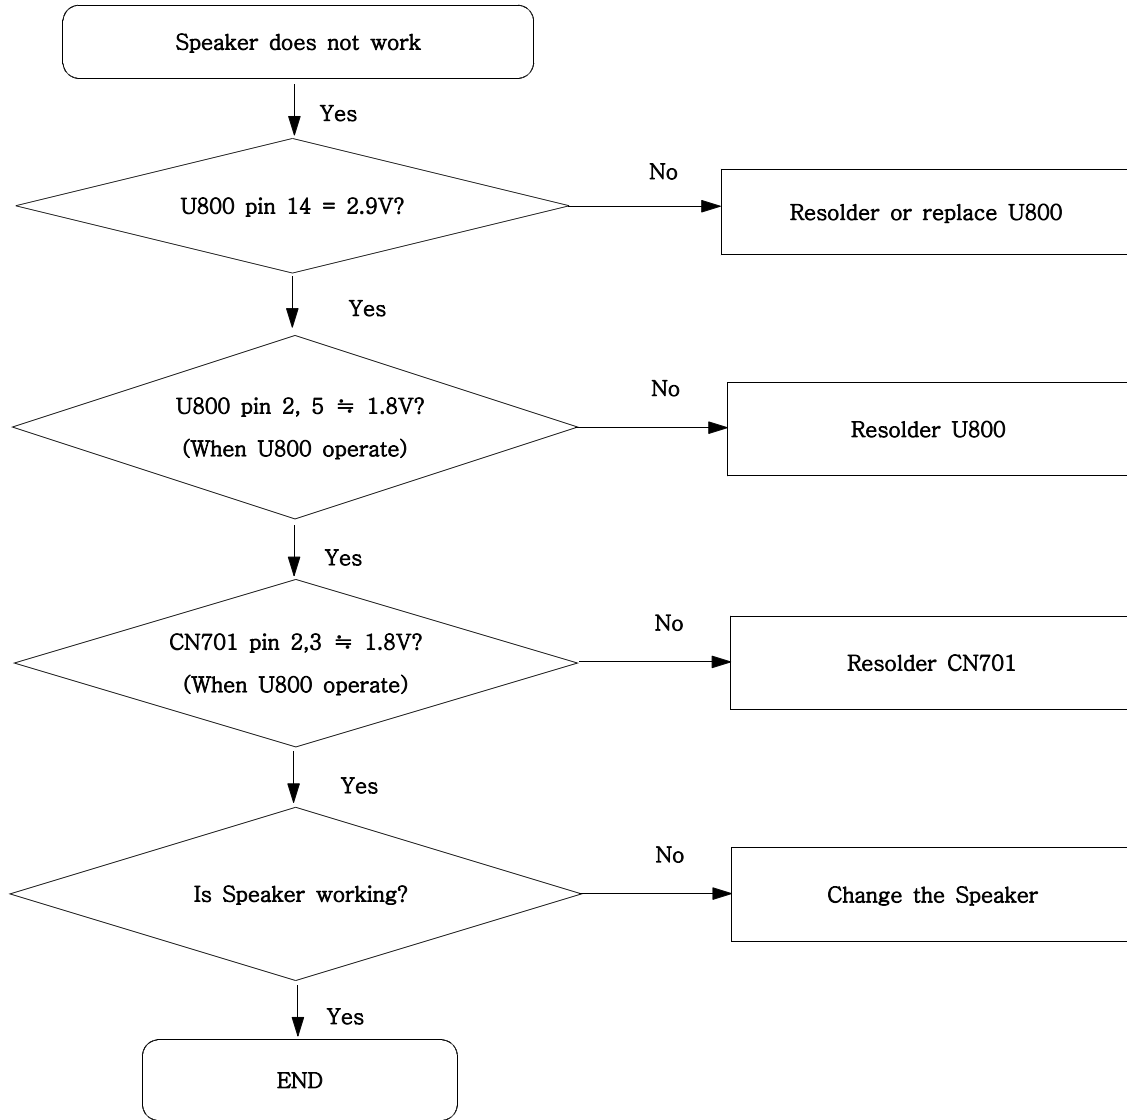 Speaker does not work
Yes
U800 pin 14 = 2.9V?
No
Resolder or replace U800
Yes
U800 pin 2, 5 ≒ 1.8V?
(When U800 operate)
No
Resolder U800
Yes
CN701 pin 2,3 ≒ 1.8V?
(When U800 operate)
No
Resolder CN701
Yes
Is Speaker working?
No
Change the Speaker
Yes
END